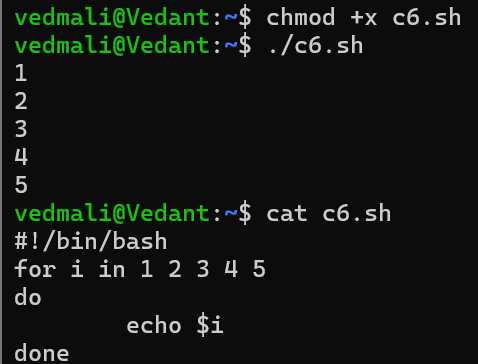 vedmali@Vedant:~$ chmod +x c6.sh
vedmali@Vedant:~$ ./c6.sh
1
2
3
4
5
vedmali@Vedant:~$ cat c6.sh
#!/bin/bash
for i in 1 2 3 4 5
do
        echo $i
done